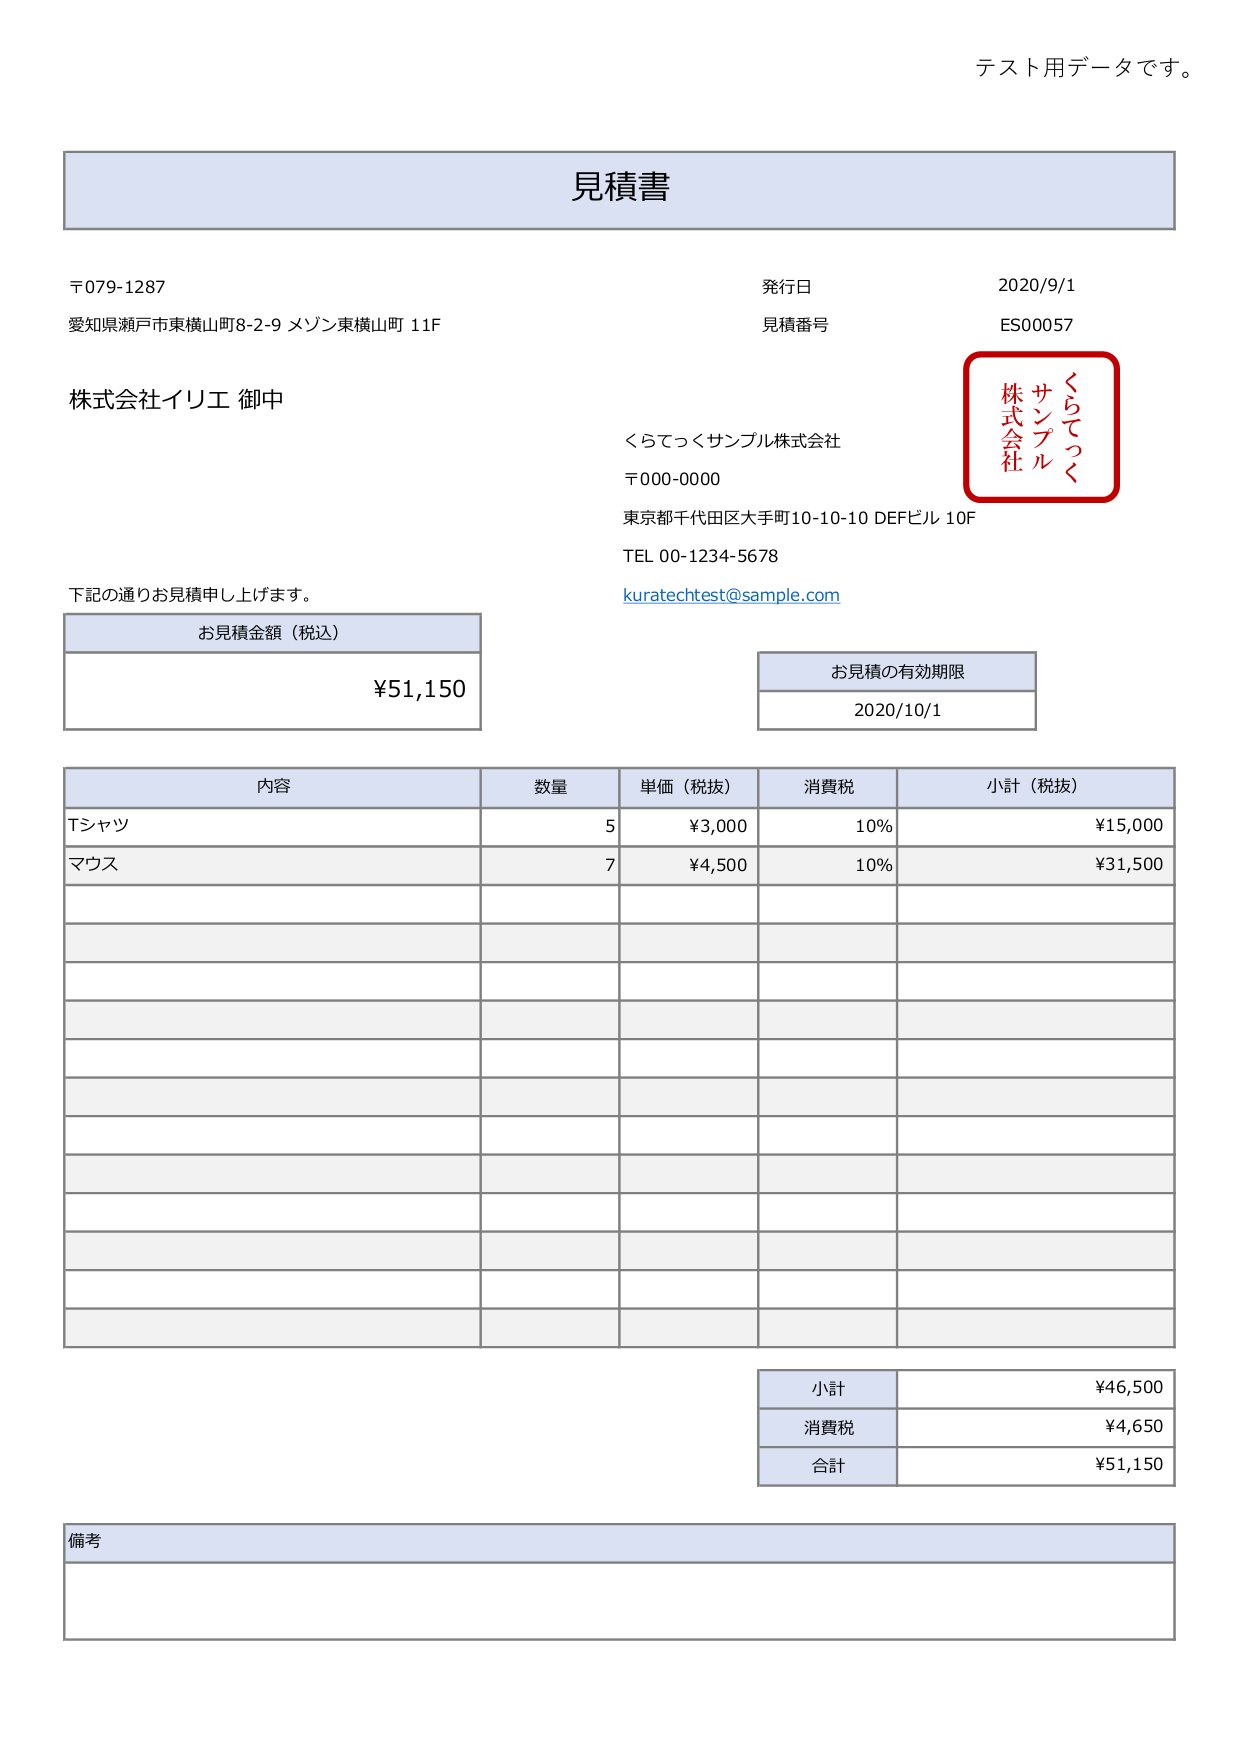 テスト用データです。
見積書
〒079-1287
発行日 2020/9/1
愛知県瀬戸市東横山町8-2-9 メゾン東横山町 11F
見積番号 ES00057
株式会社イリエ 御中
くらてっく
サンプル
株式会社
くらてっくサンプル株式会社
〒000-0000
東京都千代田区大手町10-10-10 DEFビル 10F
TEL 00-1234-5678
kuratechtest@sample.com
下記の通りお見積申し上げます。
お見積金額（税込）
¥51,150
お見積の有効期限
2020/10/1
内容 数量 単価（税抜） 消費税 小計（税抜）
Tシャツ 5 ¥3,000 10% ¥15,000
マウス 7 ¥4,500 10% ¥31,500
小計 ¥46,500
消費税 ¥4,650
合計 ¥51,150
備考